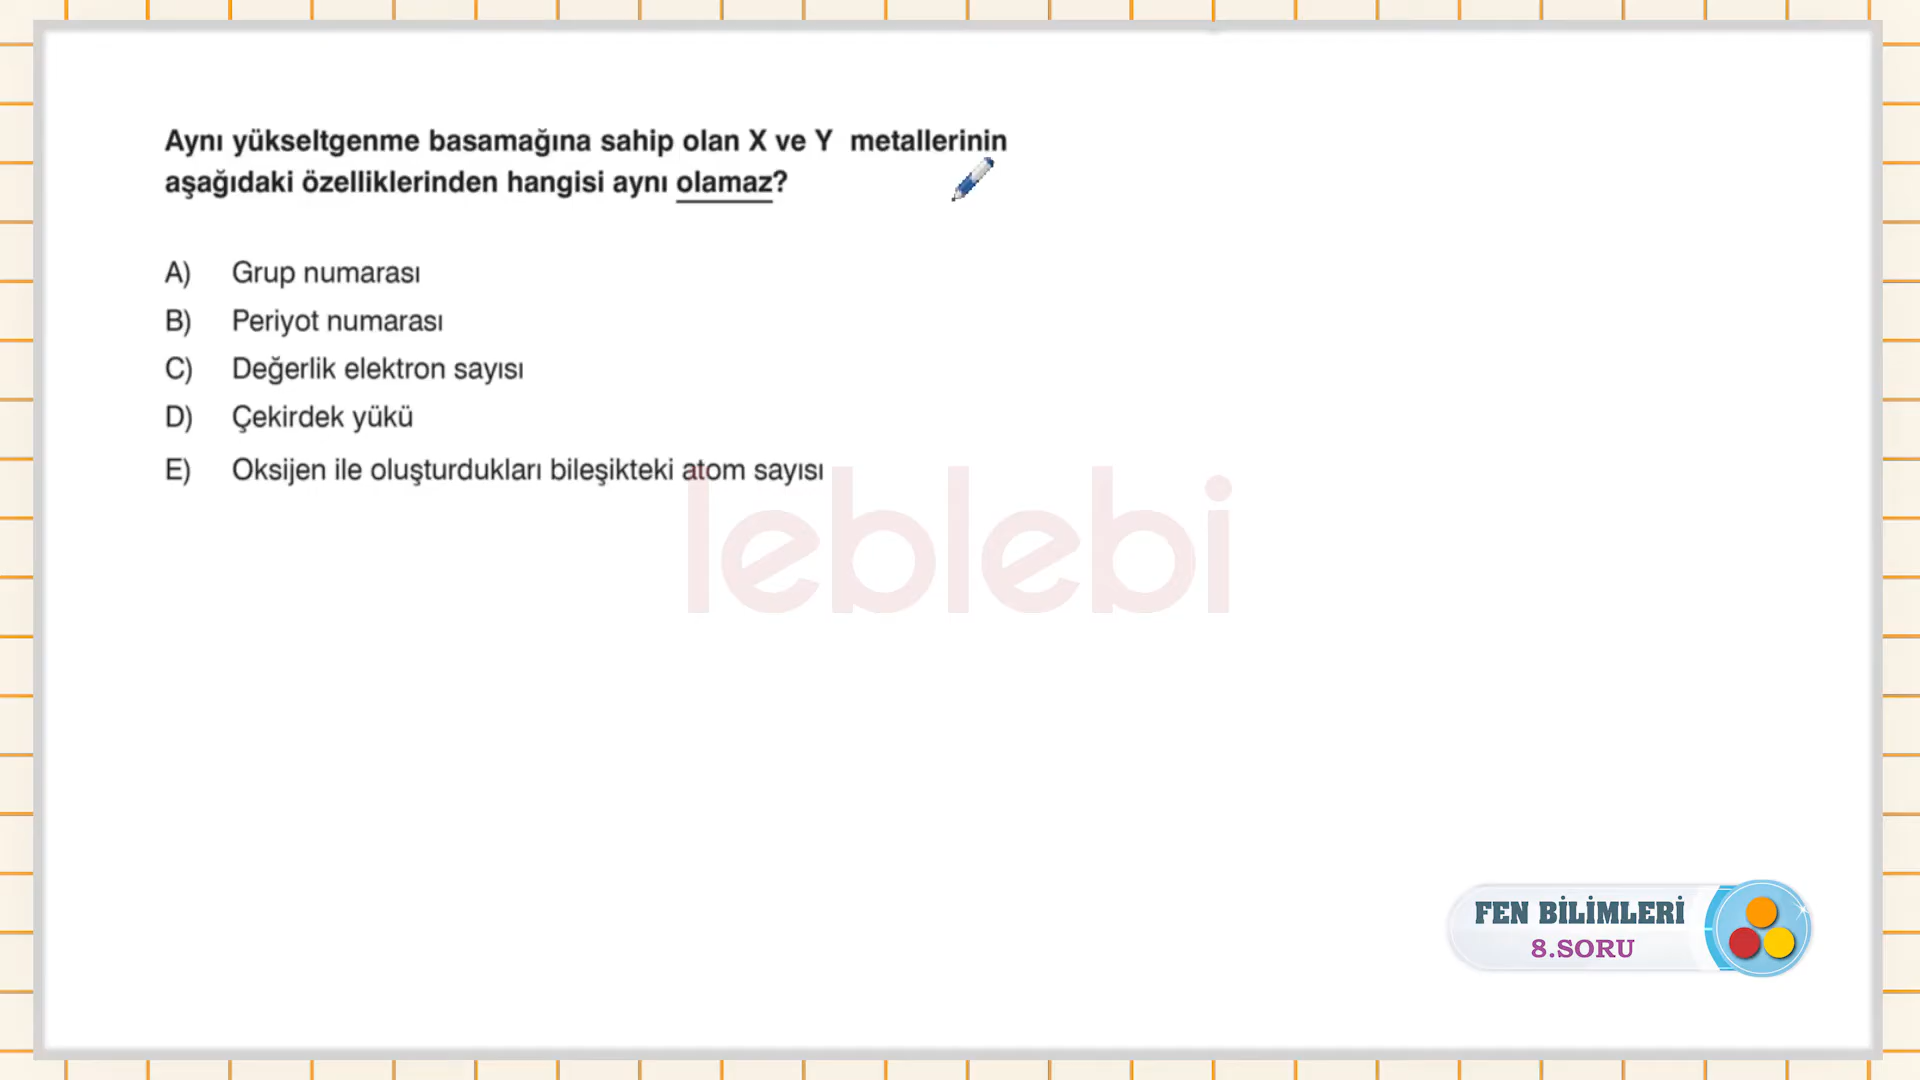 Aynı yükseltgenme basamağına sahip olan X ve Y metallerinin
aşağıdaki özelliklerinden hangisi aynı olamaz?
A) Grup numarası
B) Periyot numarası
C) Değerlik elektron sayısı
D) Çekirdek yükü
E) Oksijen ile oluşturdukları bileşikteki atom sayısı
leblebi
FEN BİLİMLERİ
8.SORU